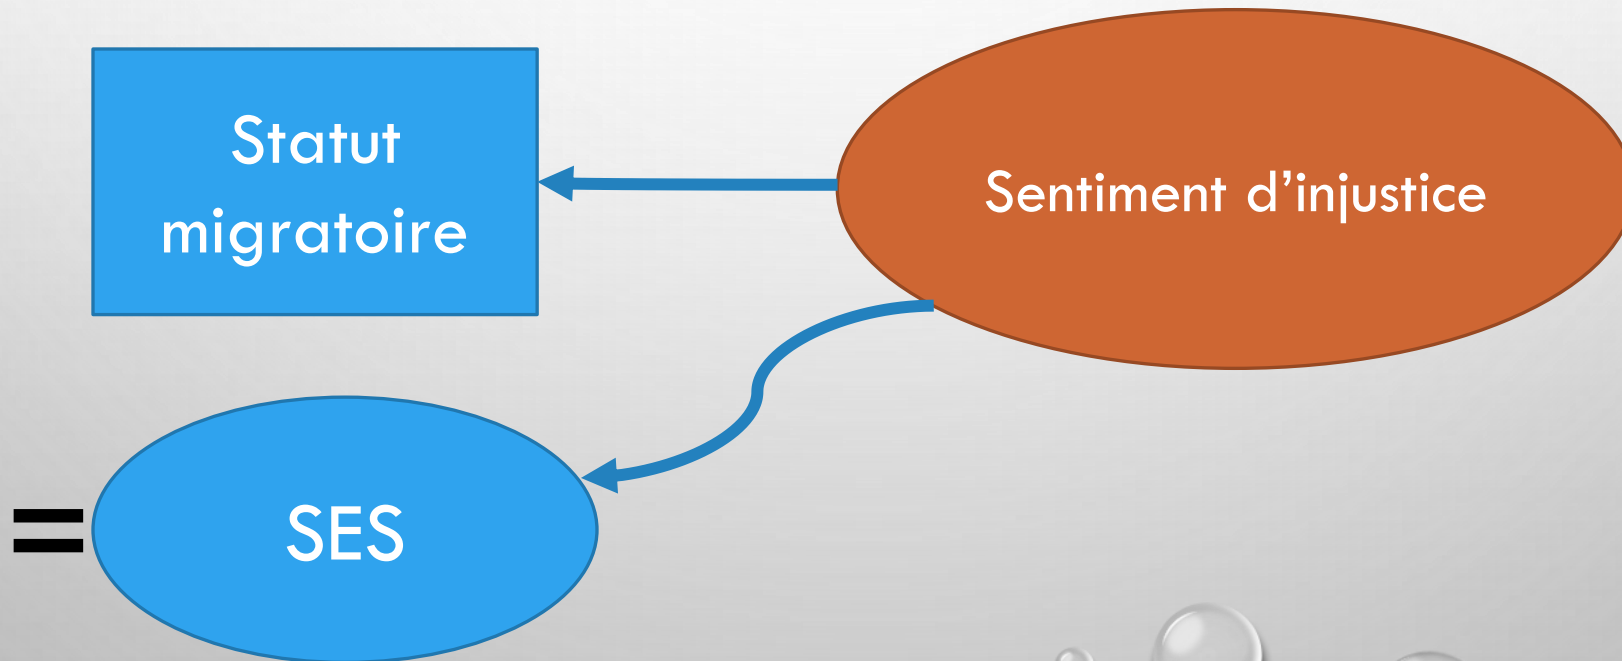 Statut
migratoire
Sentiment d’injustice
=
SES